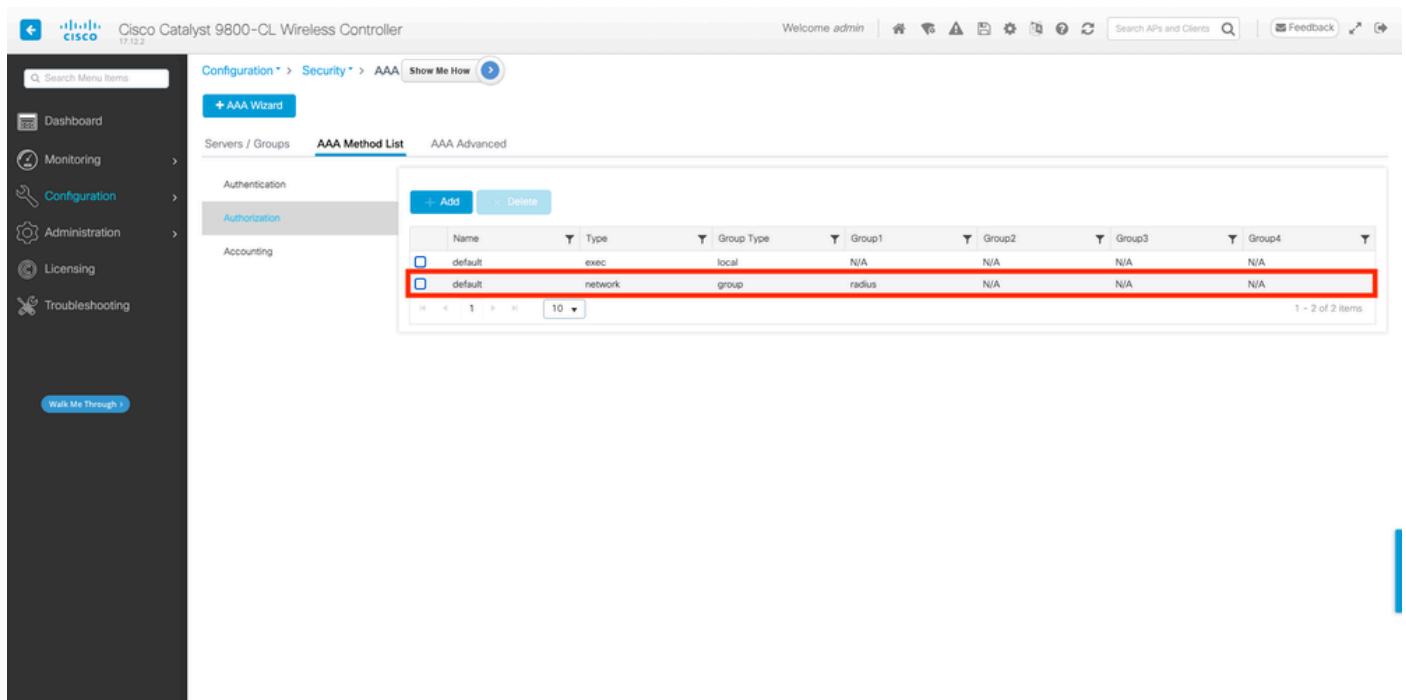 CISCO
Cisco Catalyst 9800-CL Wireless Controller
17.12.2
Welcome admin
Search APs and Clients
Feedback
Search Menu Items
Dashboard
Monitoring
Configuration
Administration
Licensing
Troubleshooting
Walk Me Through >
Configuration > Security > AAA Show Me How
+ AAA Wizard
Servers / Groups AAA Method List AAA Advanced
Authentication
Authorization
Accounting
+ Add × Delete
Name Type Group Type Group1 Group2 Group3 Group4
default exec local N/A N/A N/A N/A
default network group radius N/A N/A N/A
1 10 1 - 2 of 2 items